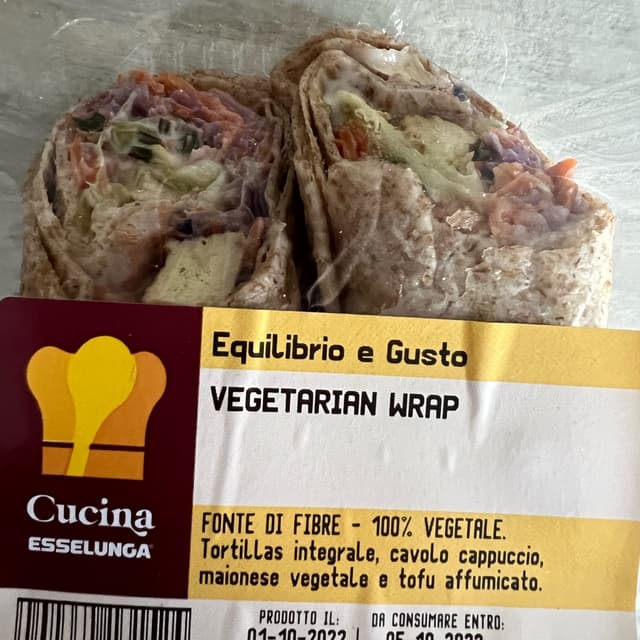 Equilibrio e Gusto
VEGETARIAN WRAP
Cucina
ESSELUNGA
FONTE DI FIBRE - 100% VEGETALE.
Tortillas integrale, cavolo cappuccio,
maionese vegetale e tofu affumicato.
PRODOTTO IL: DA CONSUMARE ENTRO: